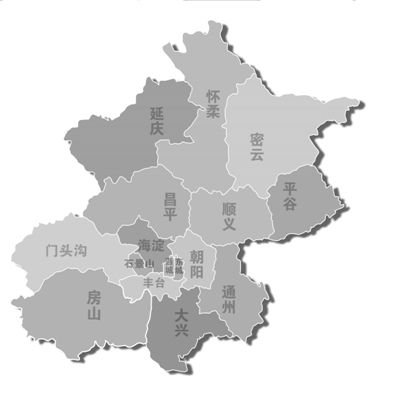 怀柔
延庆
密云
昌平
顺义
平谷
海淀
门头沟
石景山
西城
东城
朝阳
丰台
房山
大兴
通州